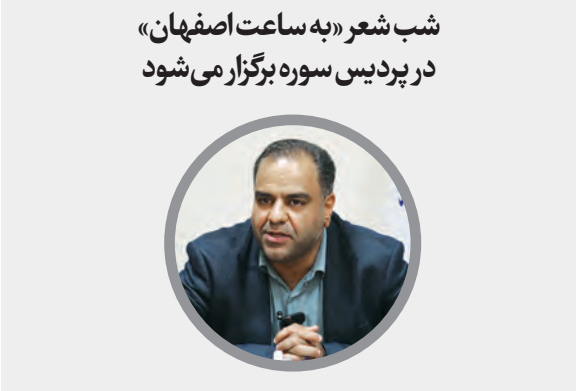 شب شعر «به ساعت اصفهان»
در پردیس سوره برگزار می‌شود